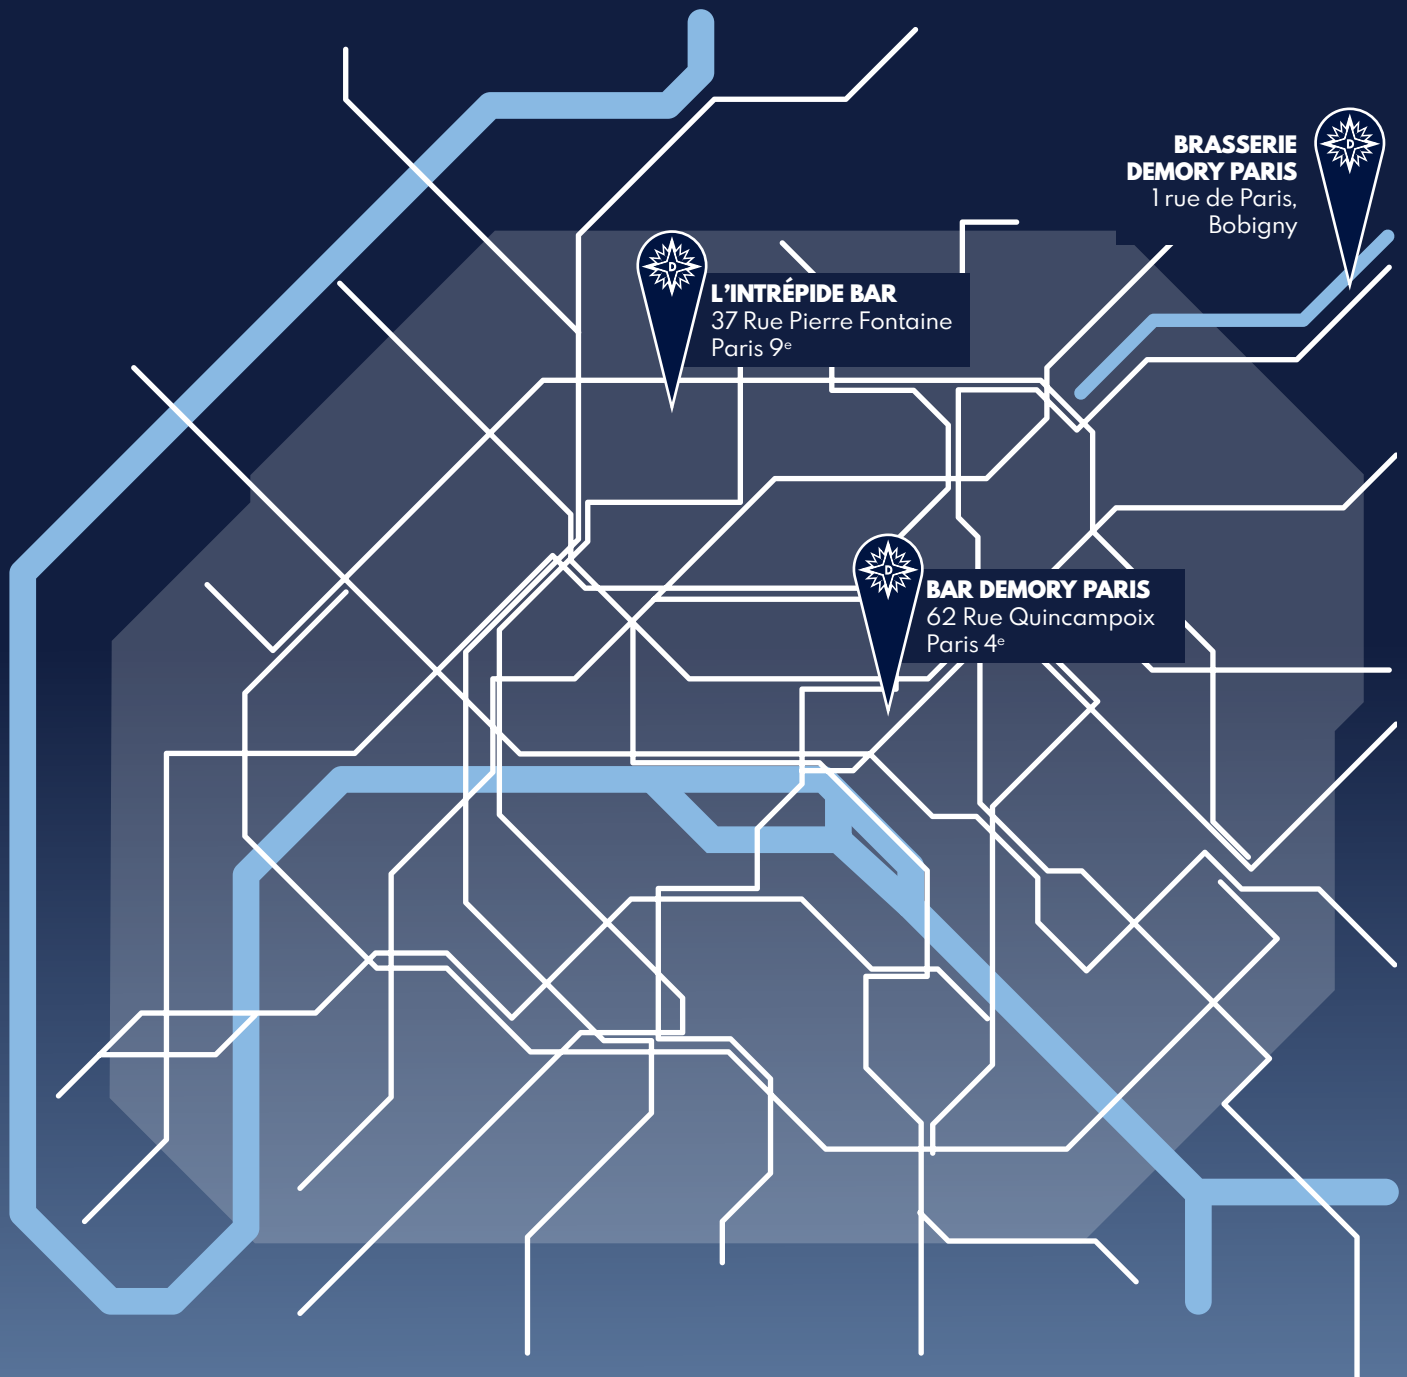 BRASSERIE
DEMORY PARIS
1 rue de Paris,
Bobigny
D
D
L'INTRÉPIDE BAR
37 Rue Pierre Fontaine
Paris 9e
D
BAR DEMORY PARIS
62 Rue Quincampoix
Paris 4e